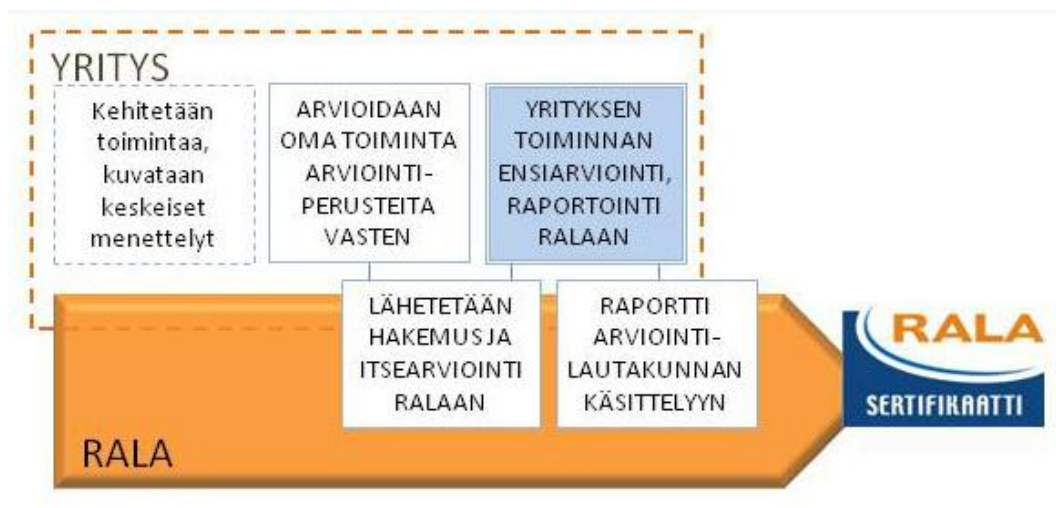 YRITYS
Kehitetään
toimintaa,
kuvataan
keskeiset
menettelyt
ARVIOIDAAN
OMA TOIMINTA
ARVIOINTI-
PERUSTEITA
VASTEN
YRITYKSEN
TOIMINNAN
ENSIARVIOINTI,
RAPORTOINTI
RALAAN
LÄHETETÄÄN
HAKEMUS JA
ITSEARVIOINTI
RALAAN
RAPORTTI
ARVIOINTI-
LAUTAKUNNAN
KÄSITTELYYN
RALA
RALA
SERTIFIKAATTI